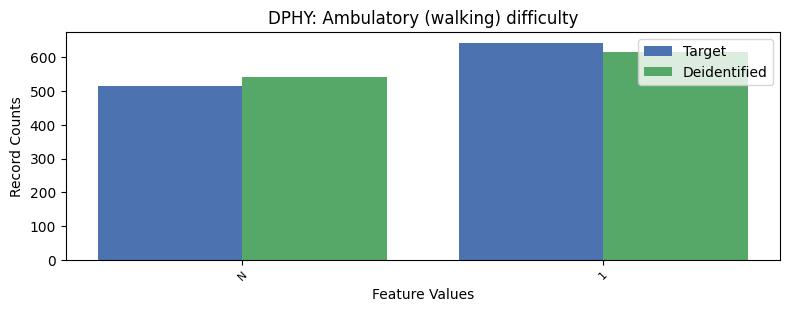 DPHY: Ambulatory (walking) difficulty
Target
Deidentified
Record Counts
600
500
400
300
200
100
0
N
1
Feature Values